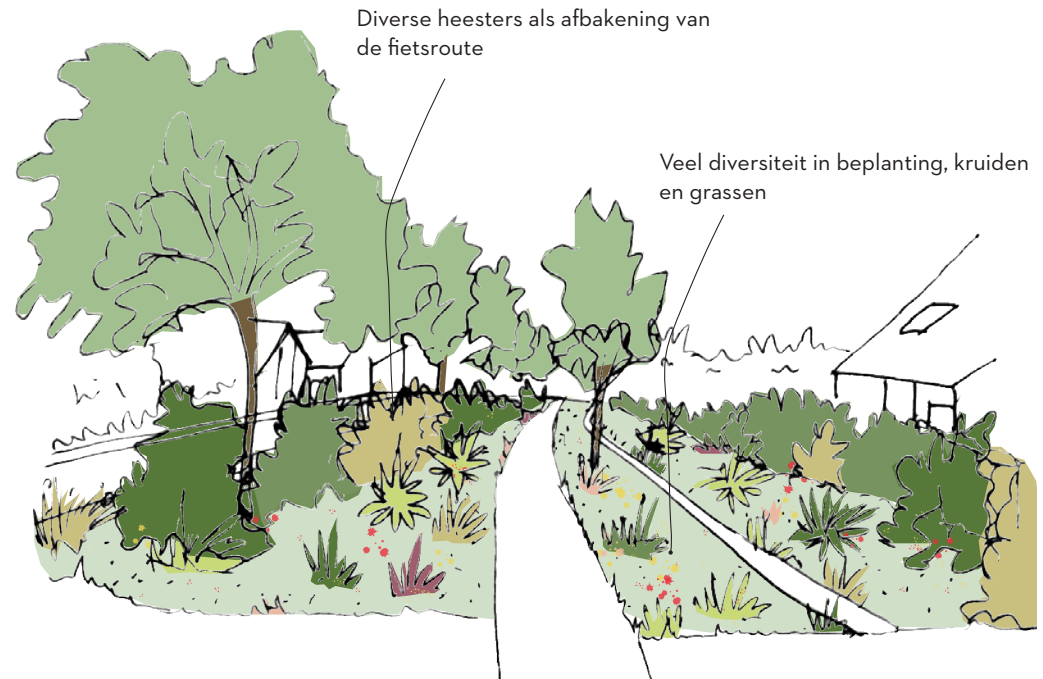 Diverse heesters als afbakening van
de fietsroute
Veel diversiteit in beplanting, kruiden
en grassen